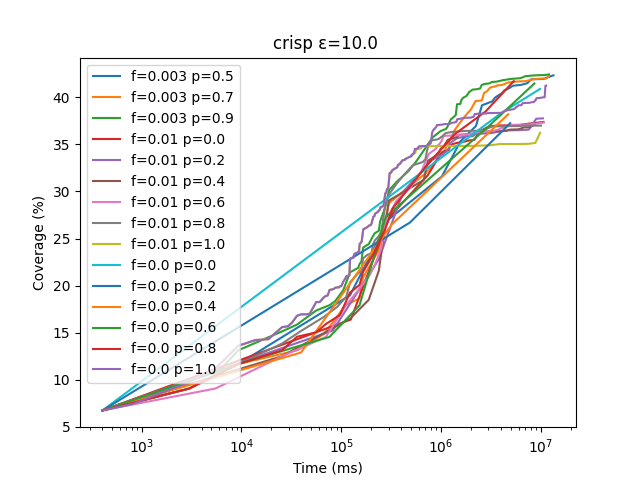 crisp ε=10.0
Coverage (%)
40
35
30
25
20
15
10
5
f=0.003 p=0.5
f=0.003 p=0.7
f=0.003 p=0.9
f=0.01 p=0.0
f=0.01 p=0.2
f=0.01 p=0.4
f=0.01 p=0.6
f=0.01 p=0.8
f=0.01 p=1.0
f=0.0 p=0.0
f=0.0 p=0.2
f=0.0 p=0.4
f=0.0 p=0.6
f=0.0 p=0.8
f=0.0 p=1.0
10³ 10⁴ 10⁵ 10⁶ 10⁷
Time (ms)